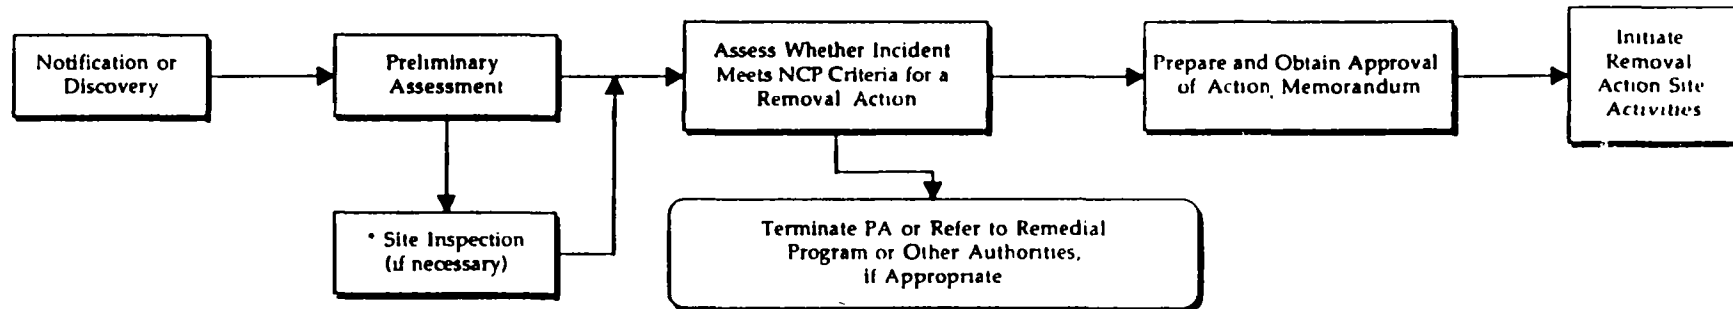 Notification or
Discovery
Preliminary
Assessment
* Site Inspection
(if necessary)
Assess Whether Incident
Meets NCP Criteria for a
Removal Action
Terminate PA or Refer to Remedial
Program or Other Authorities,
if Appropriate
Prepare and Obtain Approval
of Action Memorandum
Initiate
Removal
Action Site
Activities